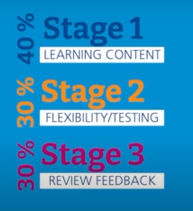 40 %
Stage 1
LEARNING CONTENT
30 %
Stage 2
FLEXIBILITY/TESTING
30 %
Stage 3
REVIEW FEEDBACK